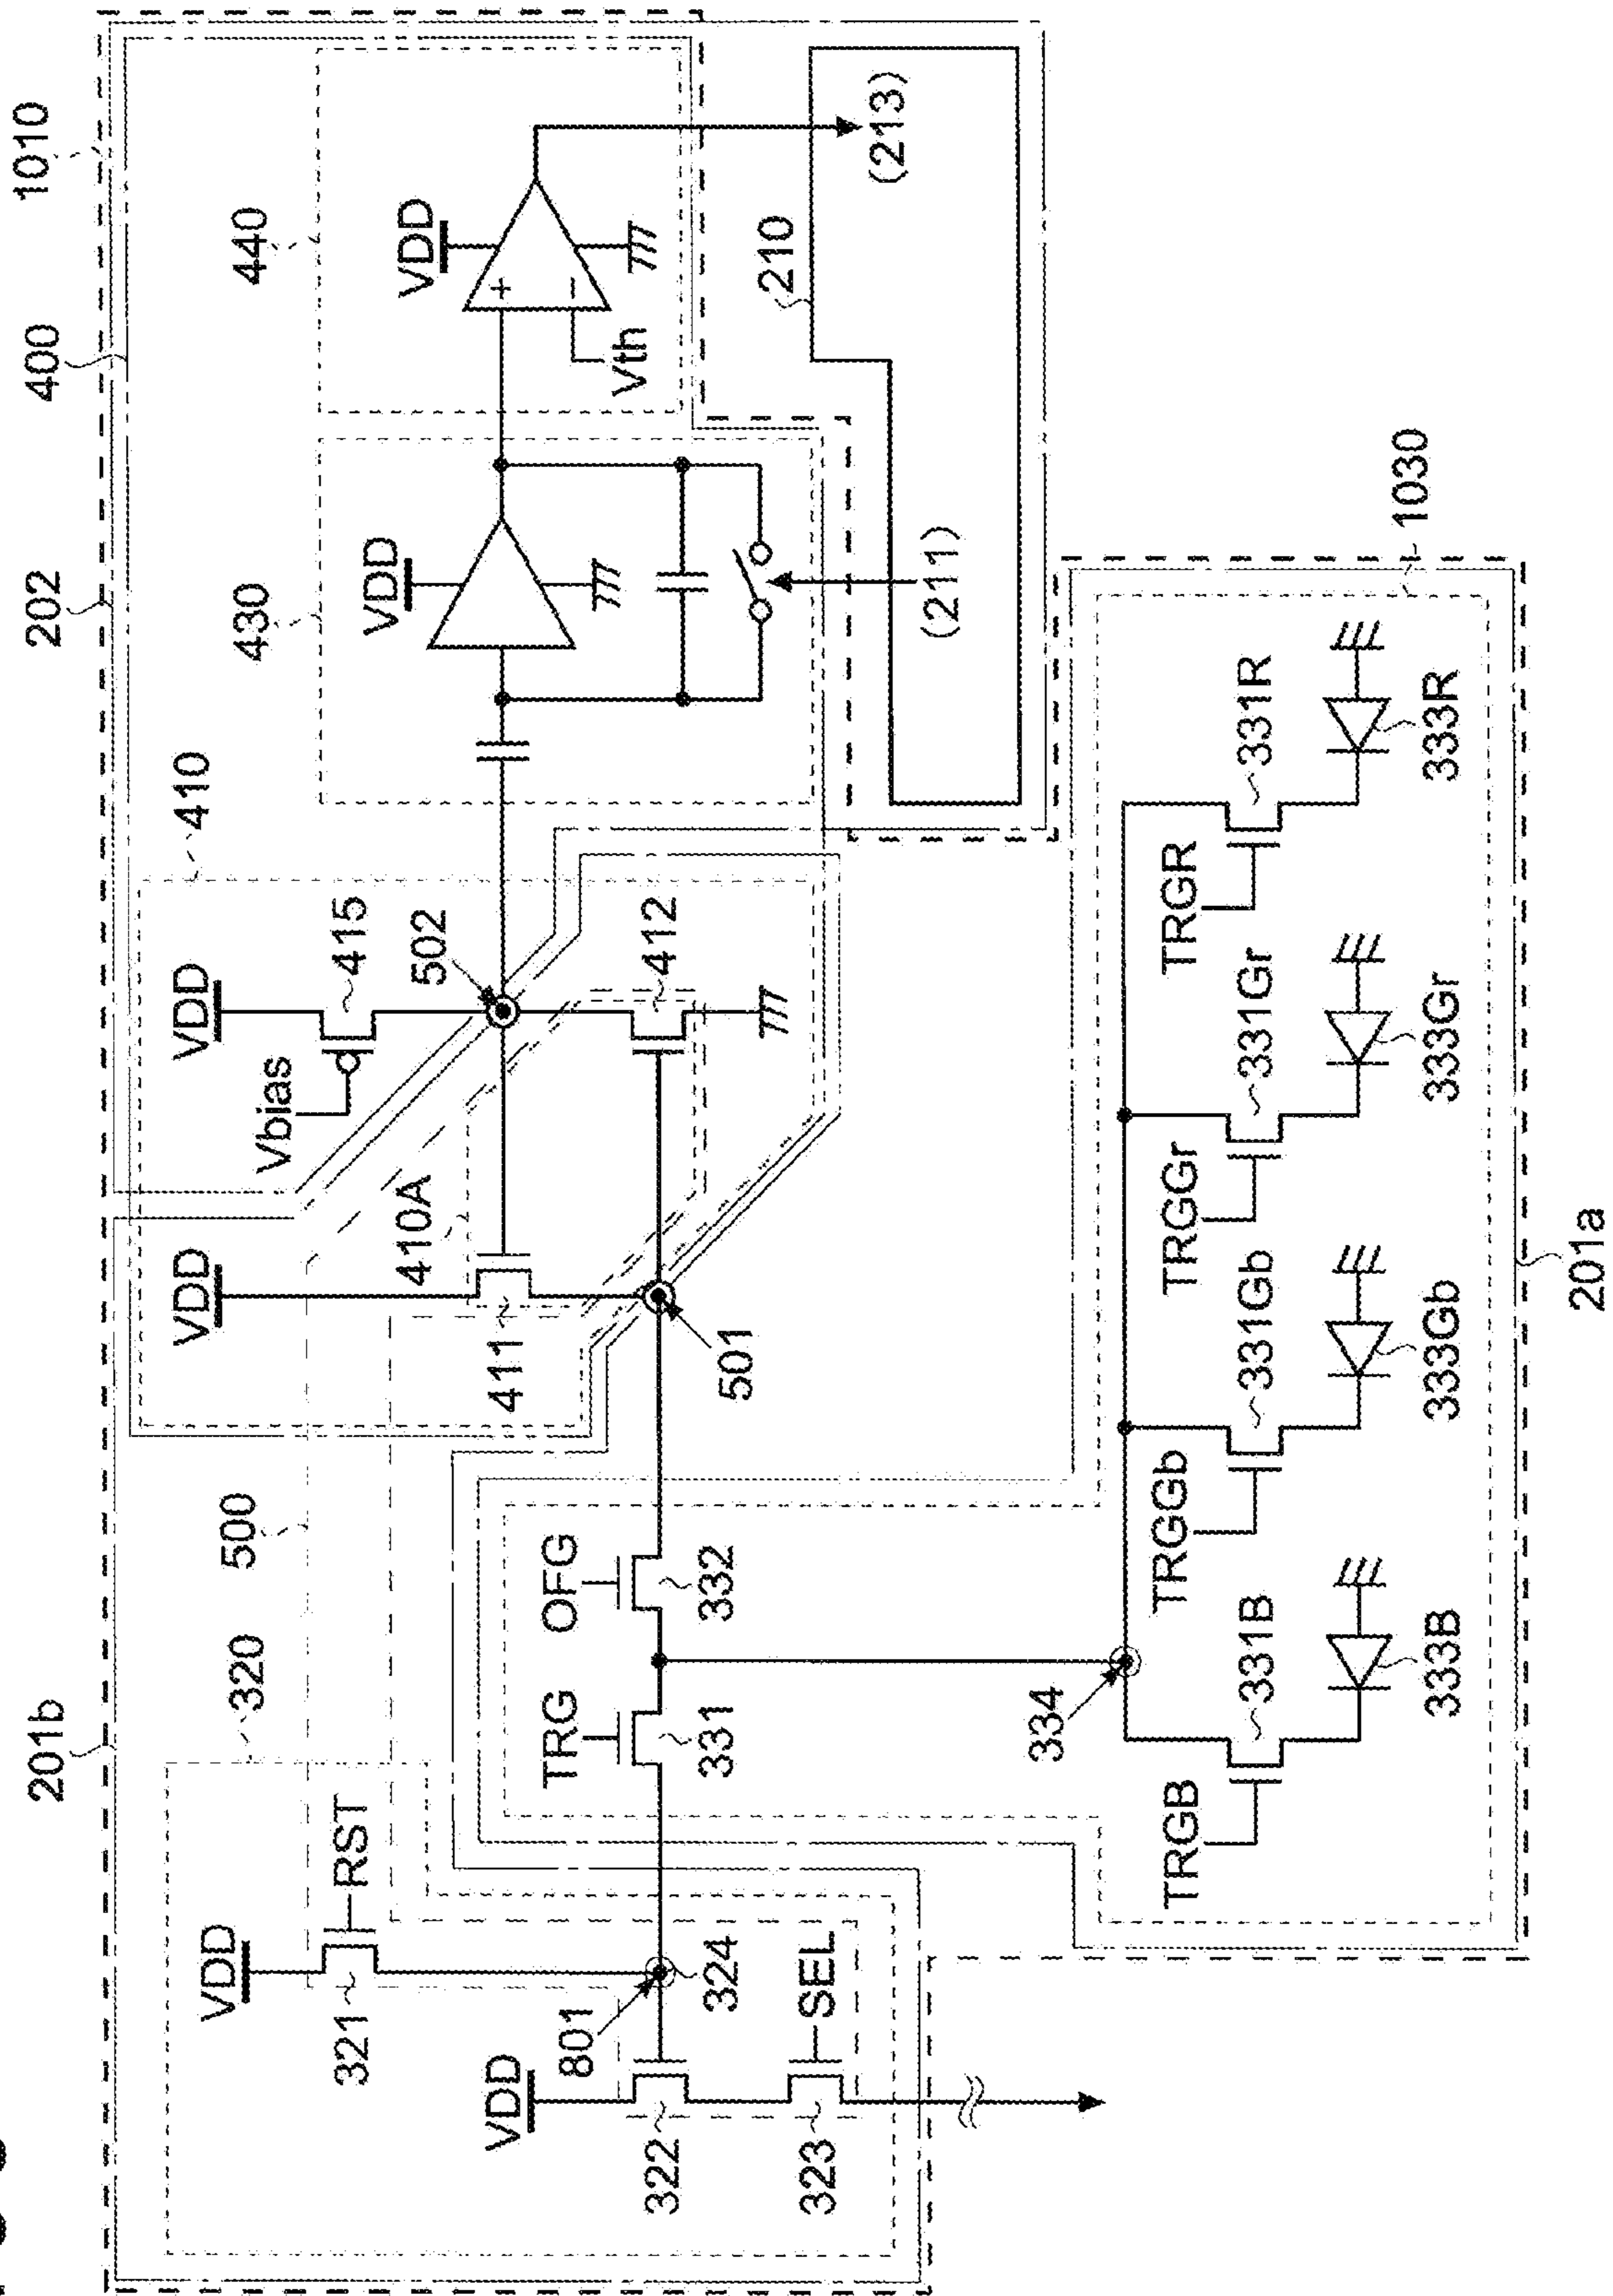 201b
202
400
1010
320
500
410
430
440
VDD
VDD
VDD
VDD
RST
Vbias
415
321
410A
502
411
412
VDD
Vth
VDD
801
324
TRG
OFG
501
322
SEL
331
332
323
210
(211)
(213)
334
1030
TRGB
TRGGb
TRGGr
TRGR
331B
331Gb
331Gr
331R
333B
333Gb
333Gr
333R
201a